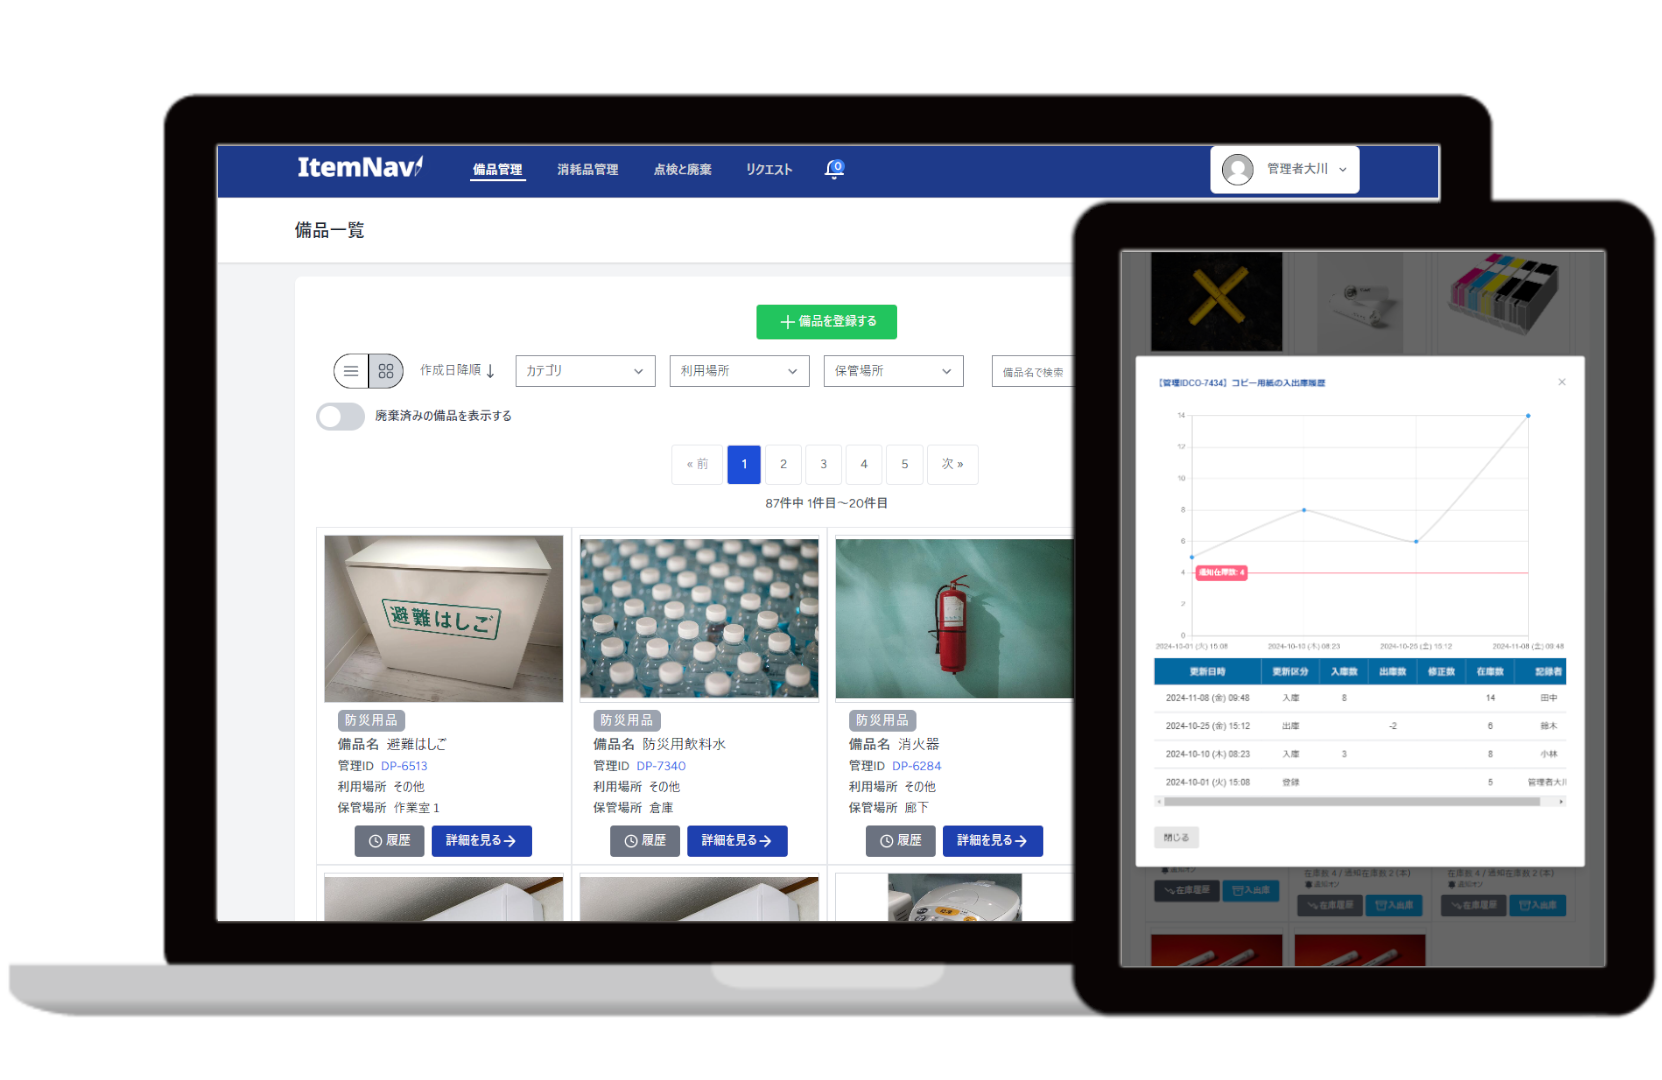 ItemNavi
備品管理
消耗品管理
点検と廃棄
リクエスト
0
管理者大川
備品一覧
＋備品を登録する
作成日降順↓
カテゴリ
利用場所
保管場所
備品名で検索
廃棄済みの備品を表示する
« 前
1
2
3
4
5
次 »
87件中 1件目～20件目
避難はしご
防災用品
備品名 避難はしご
管理ID DP-6513
利用場所 その他
保管場所 作業室1
履歴
詳細を見る→
防災用品
備品名 防災用飲料水
管理ID DP-7340
利用場所 その他
保管場所 倉庫
履歴
詳細を見る→
防災用品
備品名 消火器
管理ID DP-6284
利用場所 その他
保管場所 廊下
履歴
詳細を見る→
【管理IDCO-7434】コピー用紙の入出庫履歴
×
14
12
10
8
6
4
2
0
通知在庫数: 4
2024-10-01 (火) 15:08
2024-10-10 (木) 08:23
2024-10-25 (金) 15:12
2024-11-08 (金) 09:48
更新日時 更新区分 入庫数 出庫数 修正数 在庫数 記録者
2024-11-08 (金) 09:48 入庫 8 14 田中
2024-10-25 (金) 15:12 出庫 -2 6 鈴木
2024-10-10 (木) 08:23 入庫 3 8 小林
2024-10-01 (火) 15:08 登録 5 管理者大川
閉じる
通知オン
在庫履歴
入出庫
在庫数 4 / 通知在庫数 2 (本)
通知オン
在庫履歴
入出庫
在庫数 4 / 通知在庫数 2 (本)
通知オン
在庫履歴
入出庫